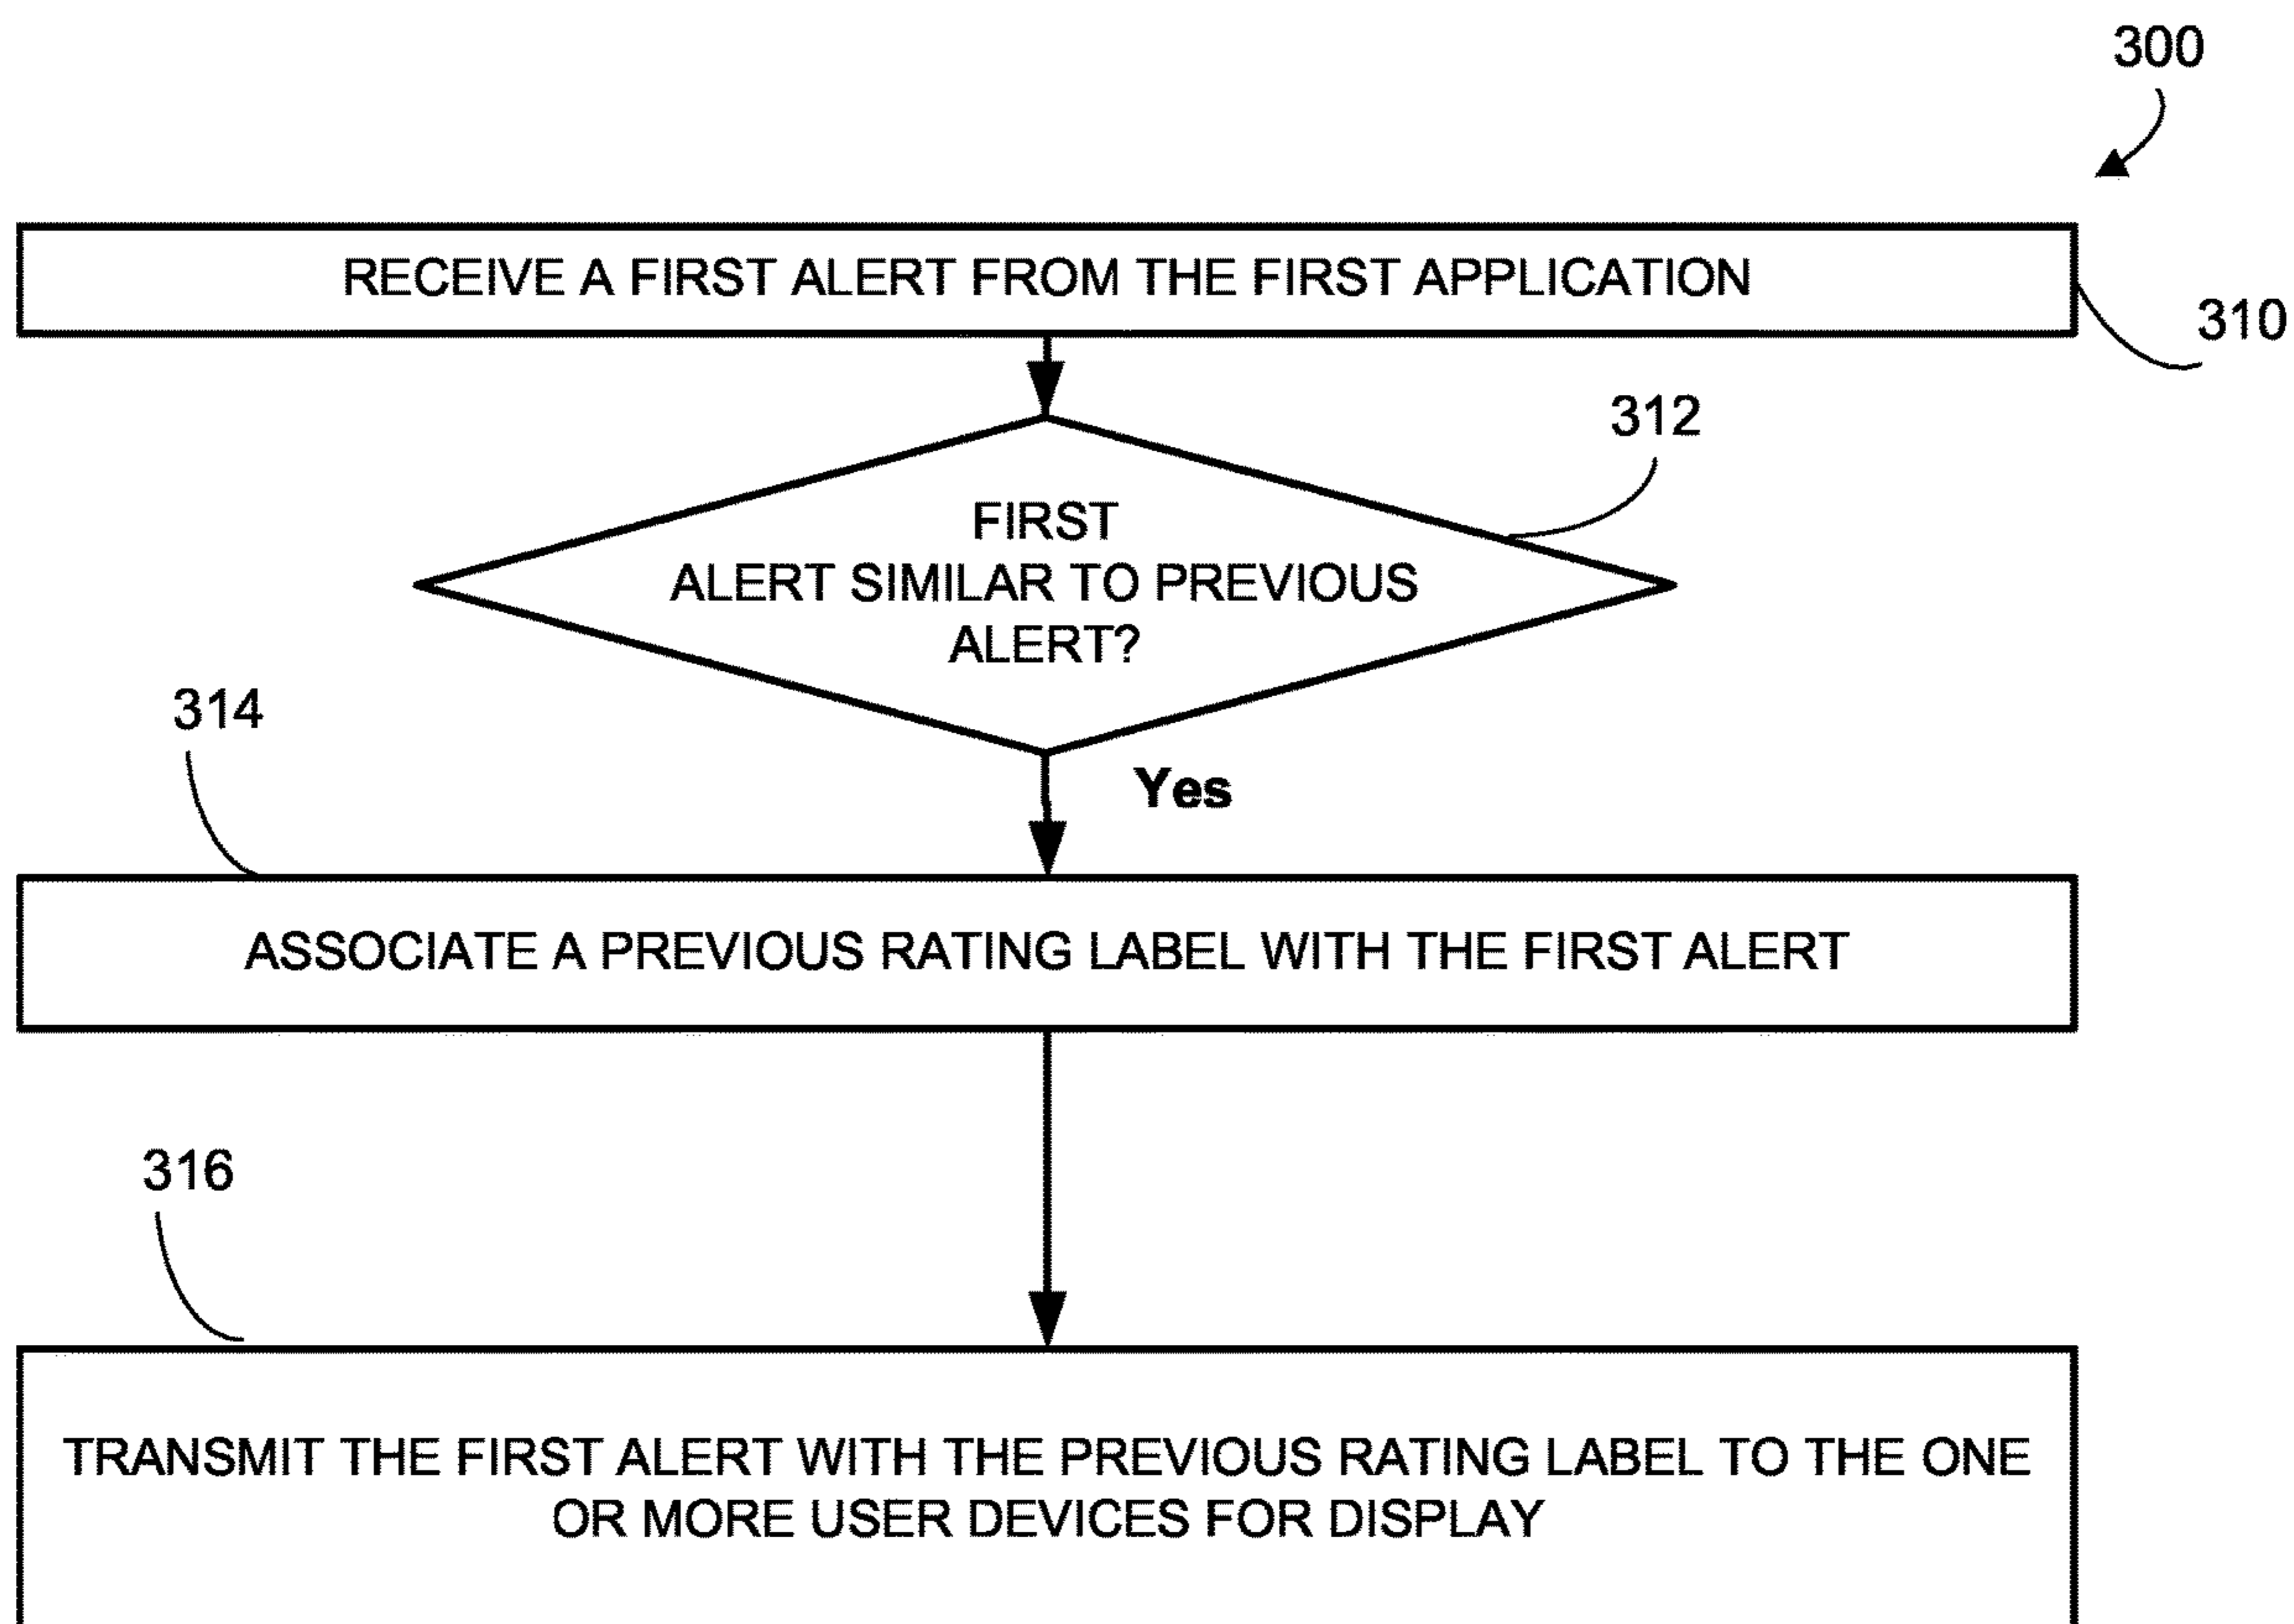 300
RECEIVE A FIRST ALERT FROM THE FIRST APPLICATION
310
312
FIRST
ALERT SIMILAR TO PREVIOUS
ALERT?
314
Yes
ASSOCIATE A PREVIOUS RATING LABEL WITH THE FIRST ALERT
316
TRANSMIT THE FIRST ALERT WITH THE PREVIOUS RATING LABEL TO THE ONE
OR MORE USER DEVICES FOR DISPLAY